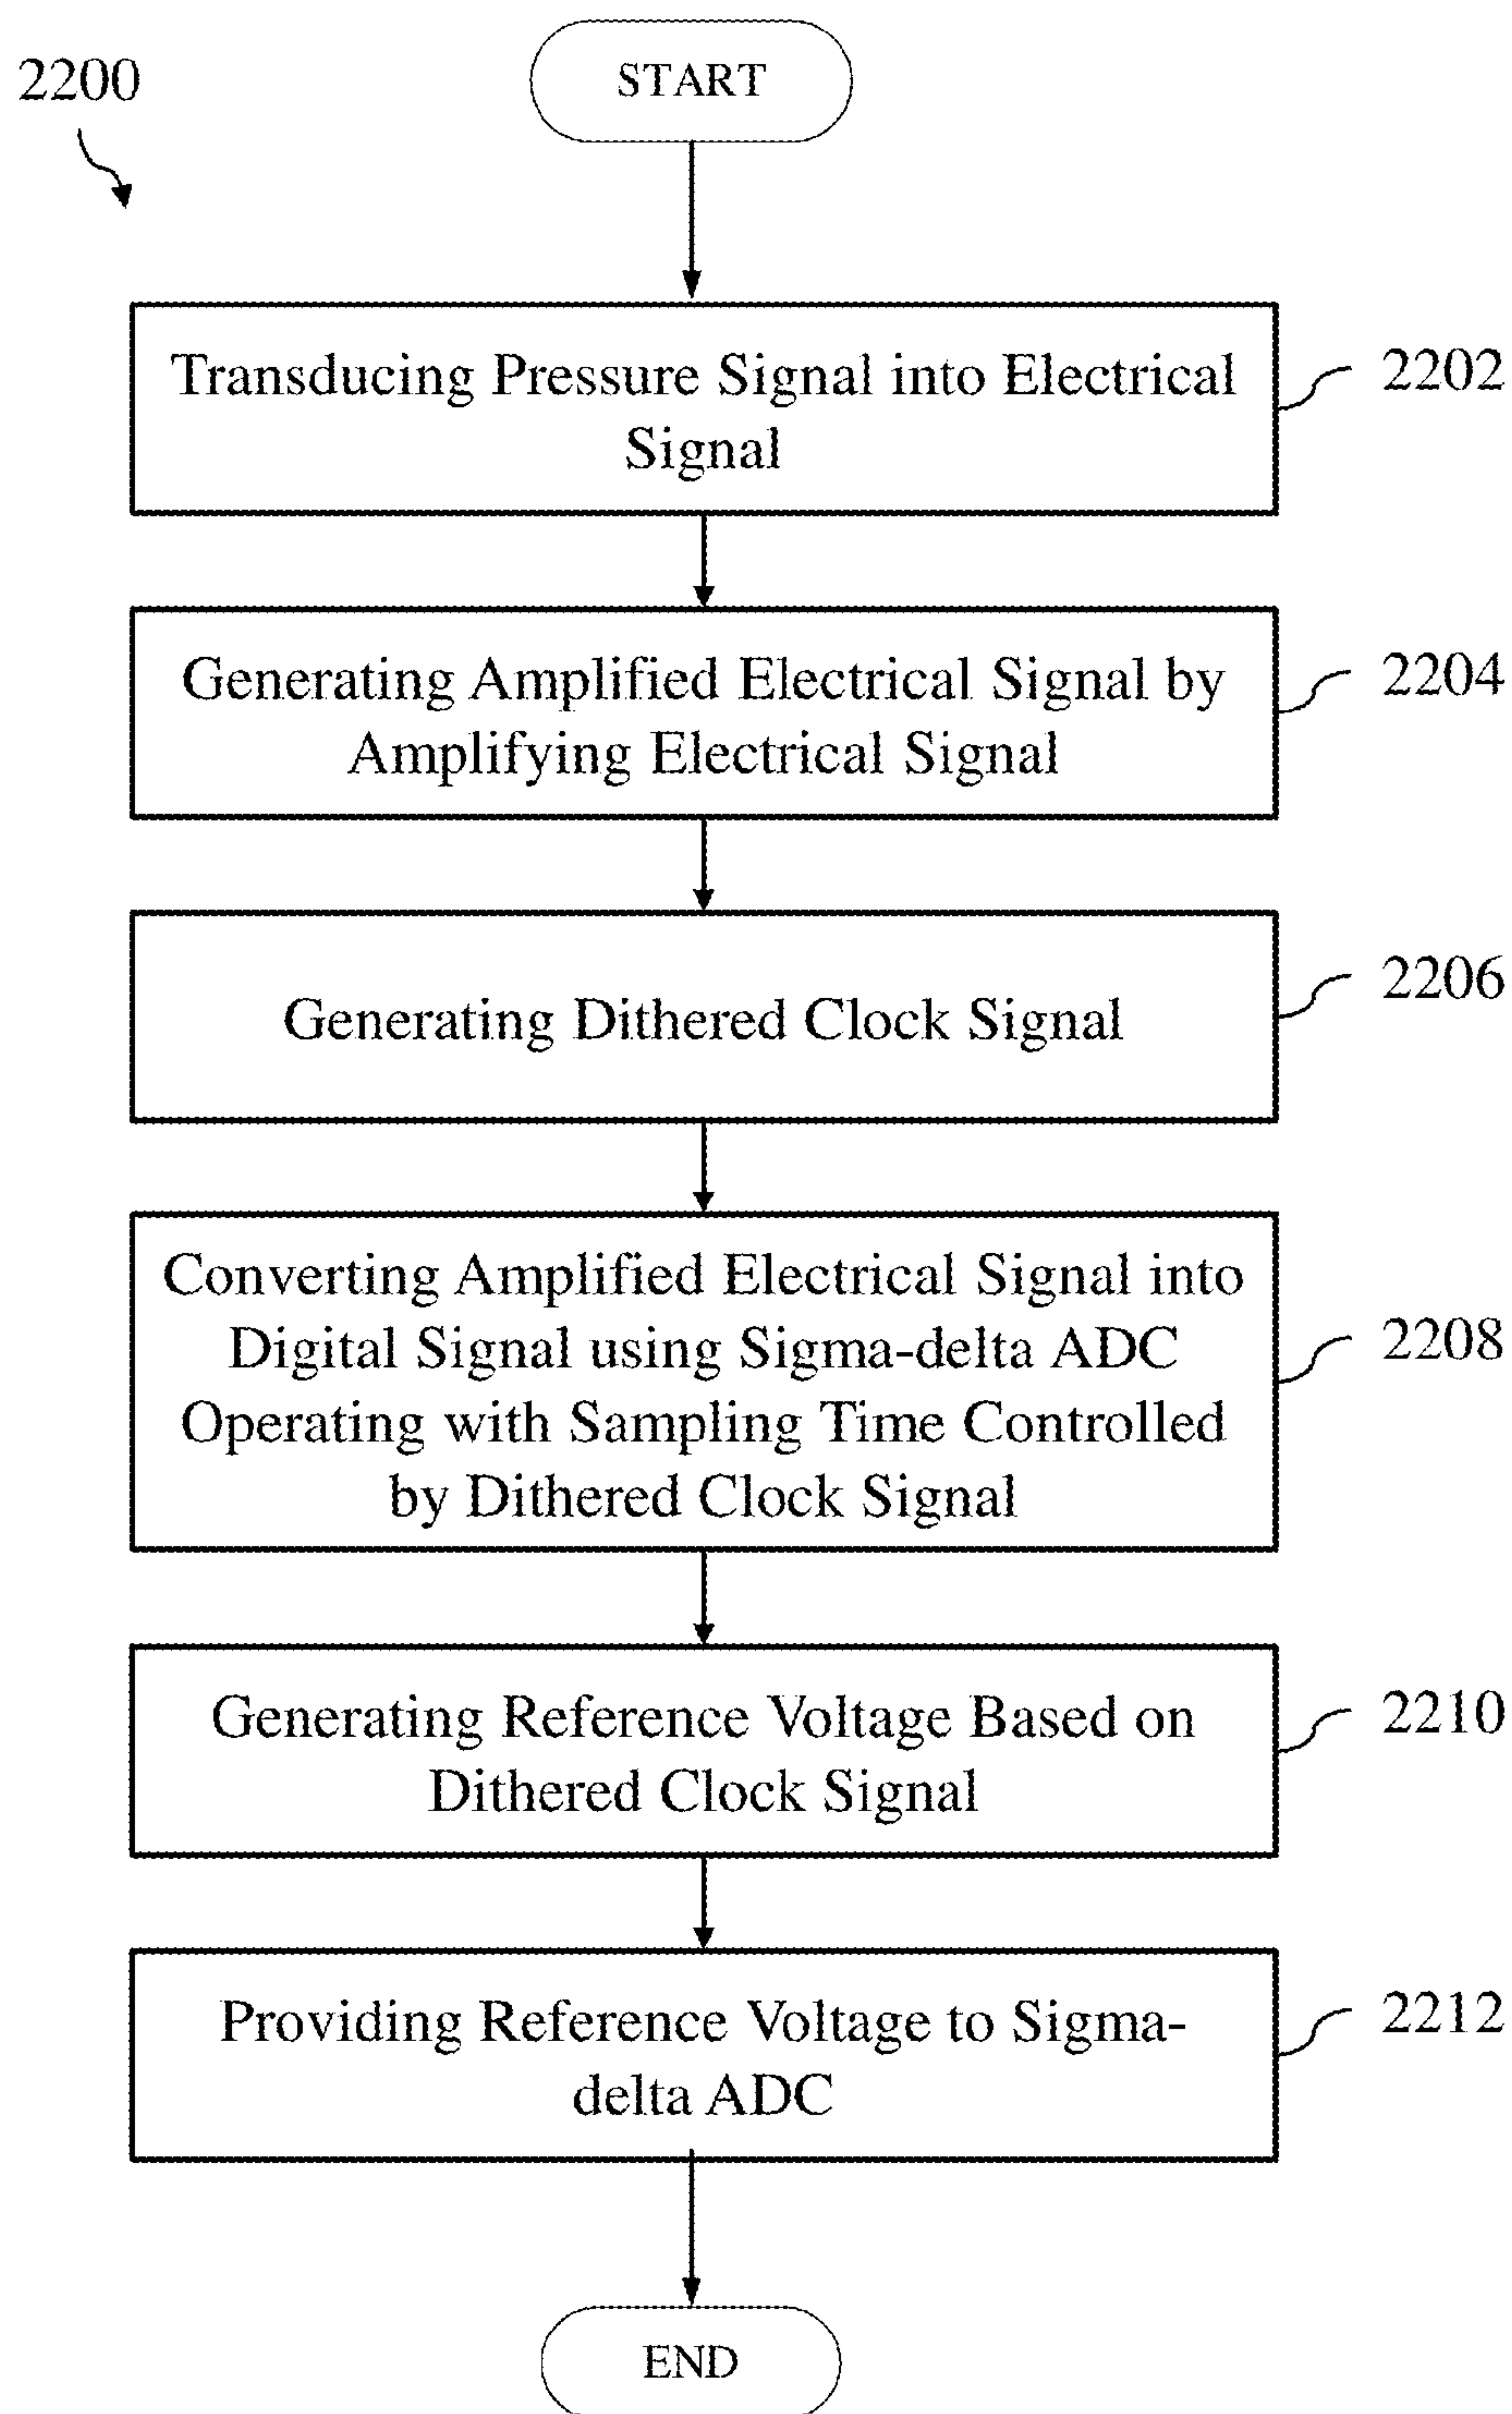 2200
START
Transducing Pressure Signal into Electrical
Signal
2202
Generating Amplified Electrical Signal by
Amplifying Electrical Signal
2204
Generating Dithered Clock Signal
2206
Converting Amplified Electrical Signal into
Digital Signal using Sigma-delta ADC
Operating with Sampling Time Controlled
by Dithered Clock Signal
2208
Generating Reference Voltage Based on
Dithered Clock Signal
2210
Providing Reference Voltage to Sigma-
delta ADC
2212
END